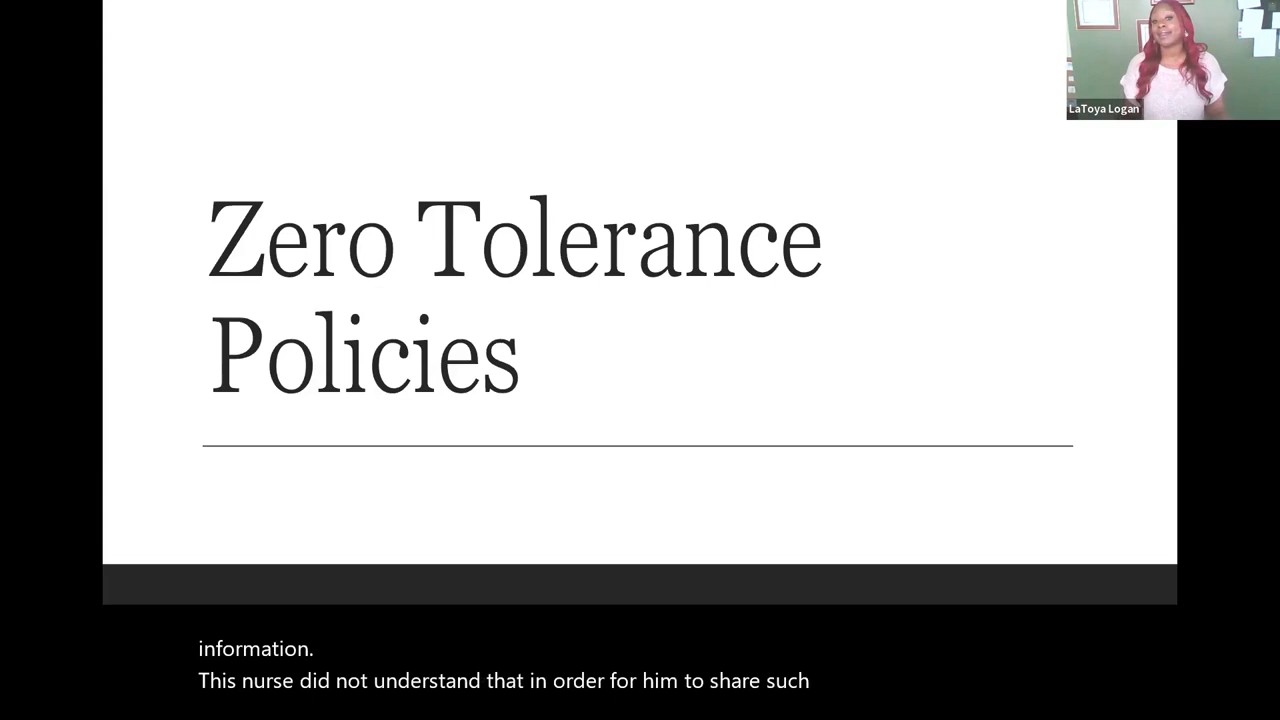 LaToya Logan
Zero Tolerance
Policies
information.
This nurse did not understand that in order for him to share such